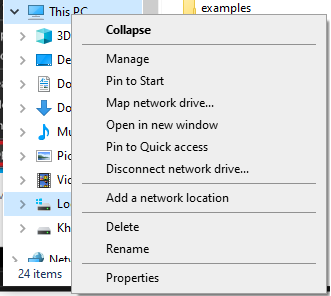 This PC
examples
3D
De
Do
Do
Mu
Pic
Vic
Lo
Kh
Netw
24 items
Collapse
Manage
Pin to Start
Map network drive...
Open in new window
Pin to Quick access
Disconnect network drive...
Add a network location
Delete
Rename
Properties